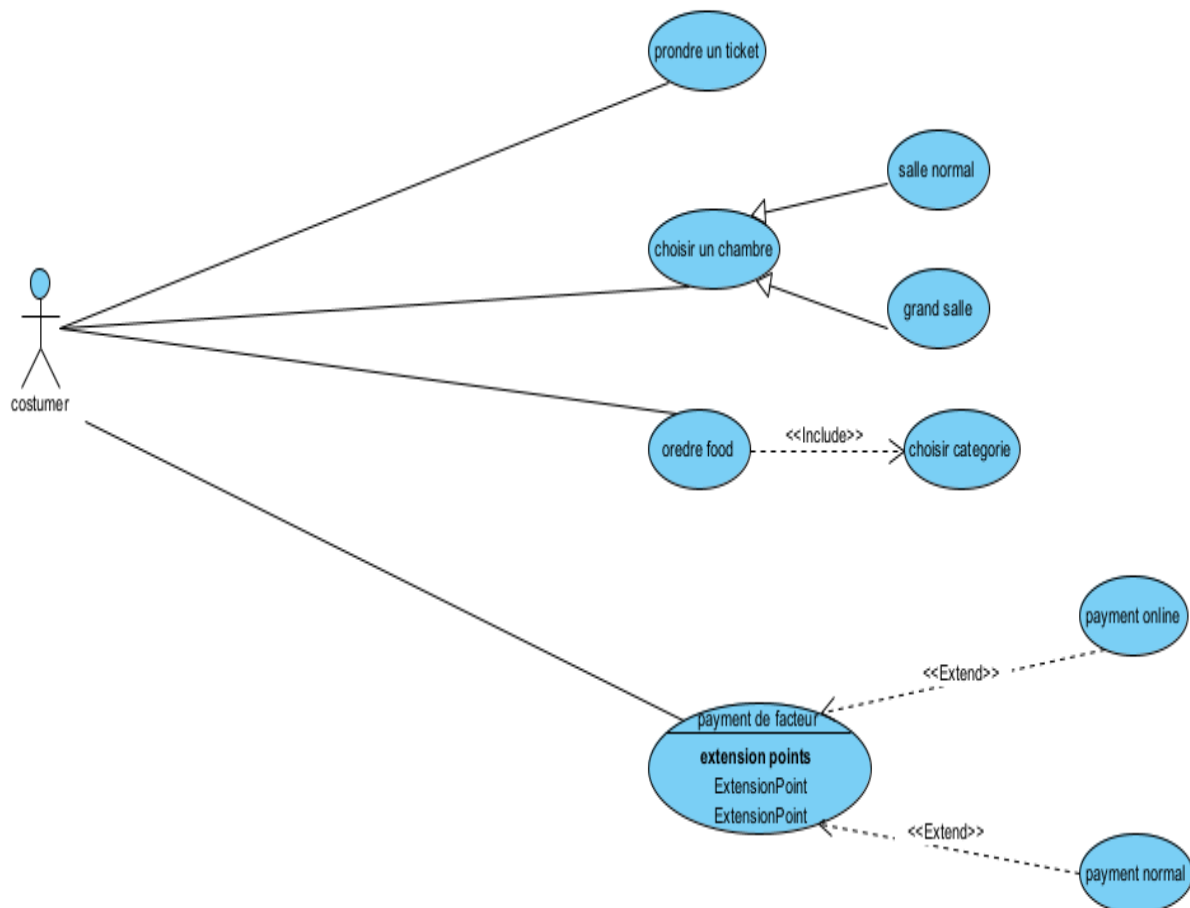 prondre un ticket
salle normal
choisir un chambre
grand salle
costumer
oredre food
<<Include>>
choisir categorie
payment online
<<Extend>>
payment de facteur
extension points
ExtensionPoint
ExtensionPoint
<<Extend>>
payment normal